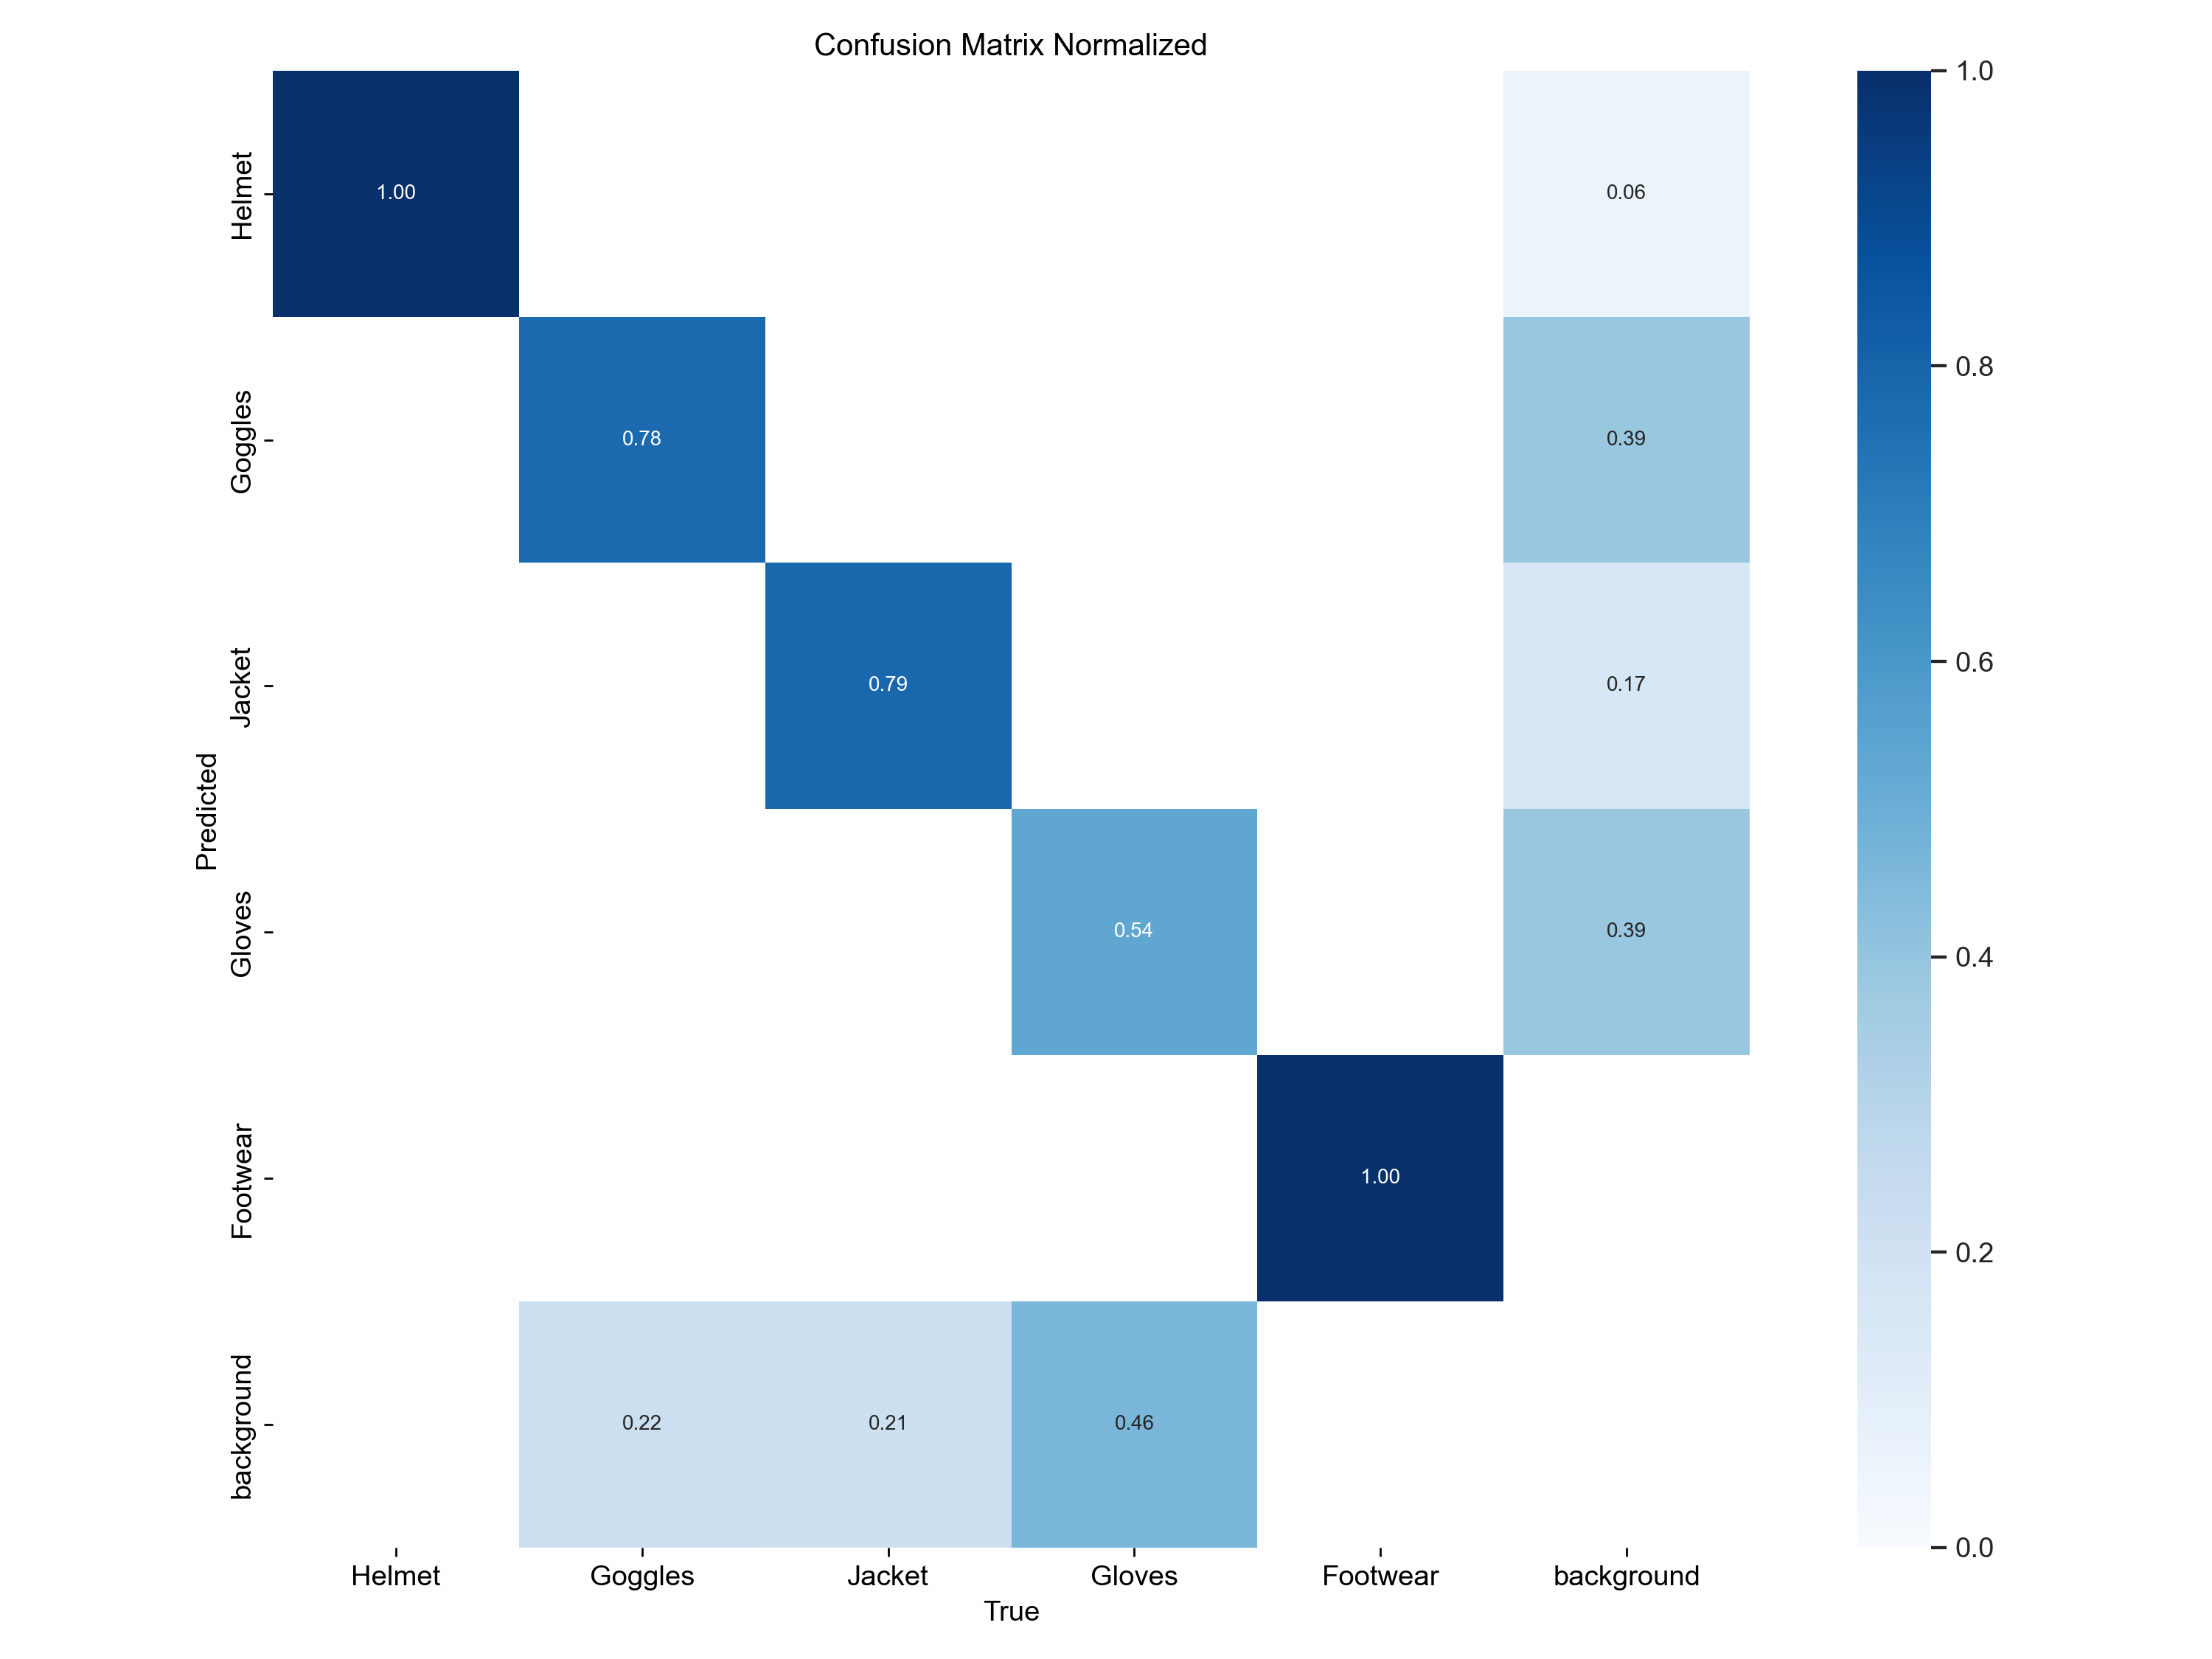 Confusion Matrix Normalized
Helmet
1.00
0.06
Goggles
0.78
0.39
Jacket
0.79
0.17
Gloves
0.54
0.39
Footwear
1.00
background
0.22
0.21
0.46
Predicted
Helmet
Goggles
Jacket
Gloves
Footwear
background
True
1.0
0.8
0.6
0.4
0.2
0.0